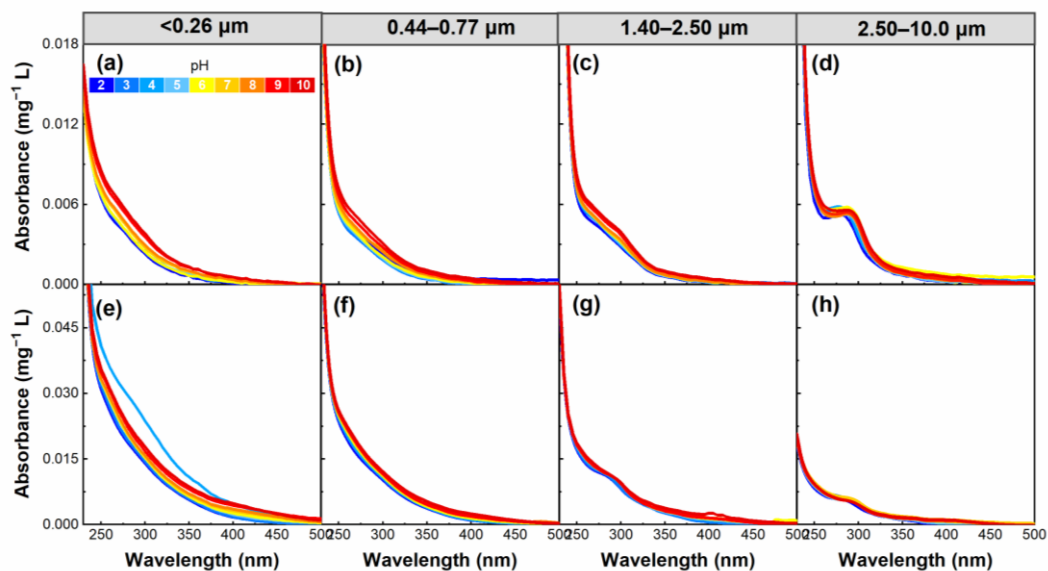 <0.26 µm 0.44–0.77 µm 1.40–2.50 µm 2.50–10.0 µm
0.018
(a) (b) (c) (d)
pH
2 3 4 5 6 7 8 9 10
0.012
0.006
0.000
Absorbance (mg⁻¹ L)
(e) (f) (g) (h)
0.045
0.030
0.015
0.000
Absorbance (mg⁻¹ L)
250 300 350 400 450 500 250 300 350 400 450 500 250 300 350 400 450 500 250 300 350 400 450 500
Wavelength (nm) Wavelength (nm) Wavelength (nm) Wavelength (nm)